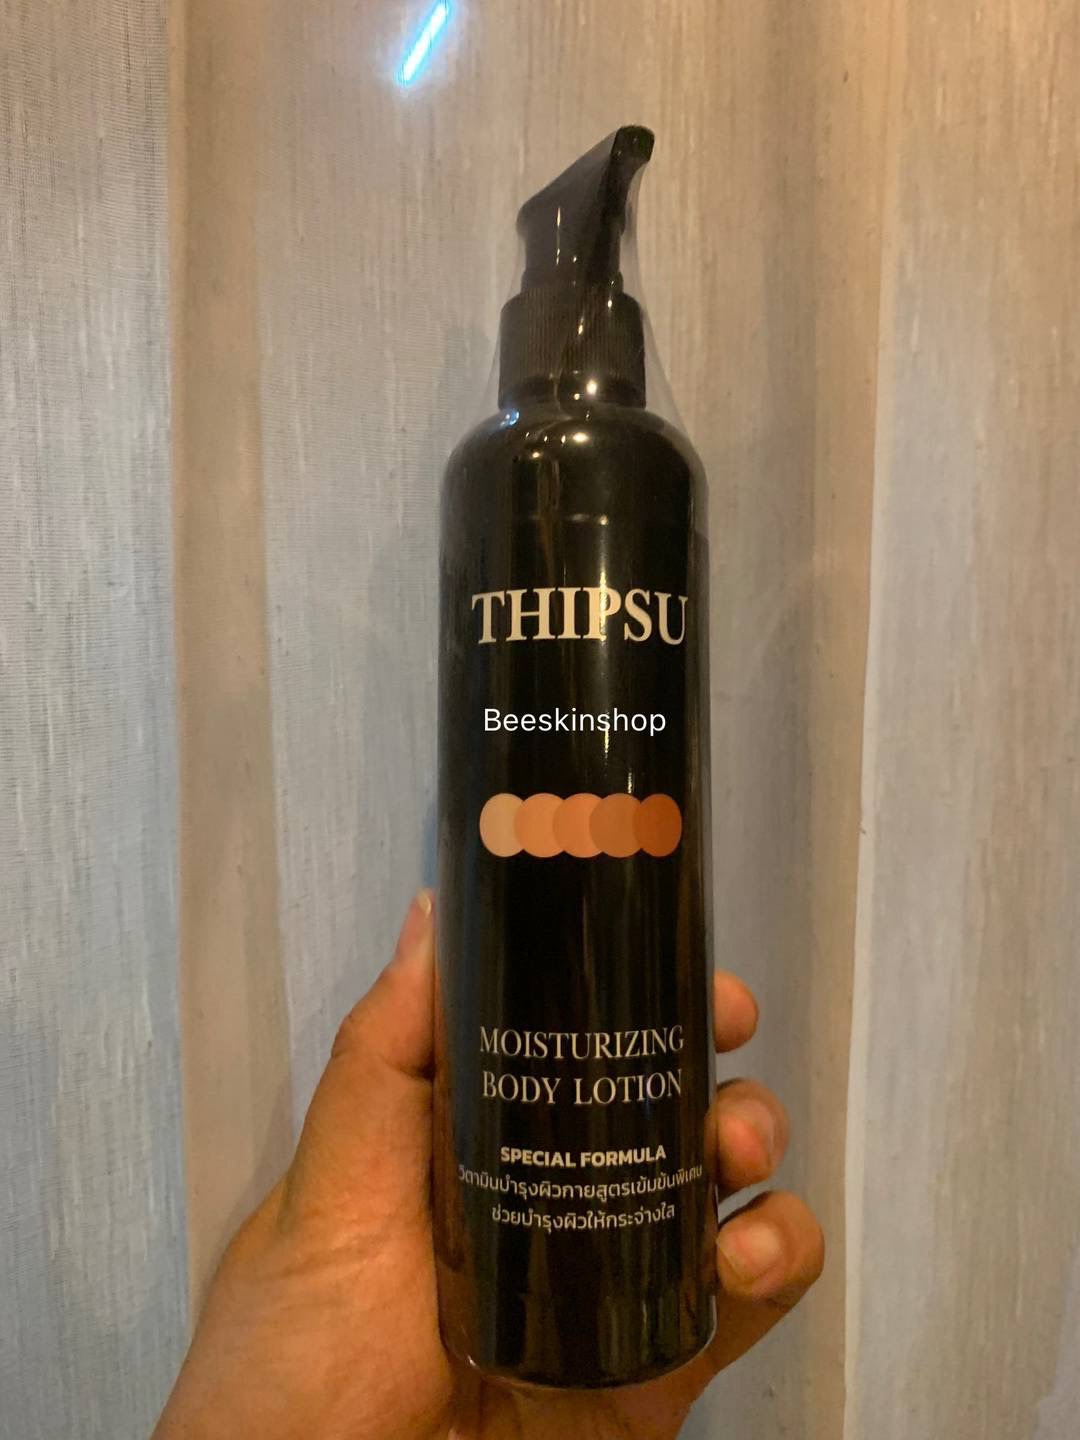 THIPSU
Beeskinshop
MOISTURIZING
BODY LOTION
SPECIAL FORMULA
วิตามินบำรุงผิวกายสูตรเข้มข้นพิเศษ
ช่วยบำรุงผิวให้กระจ่างใส